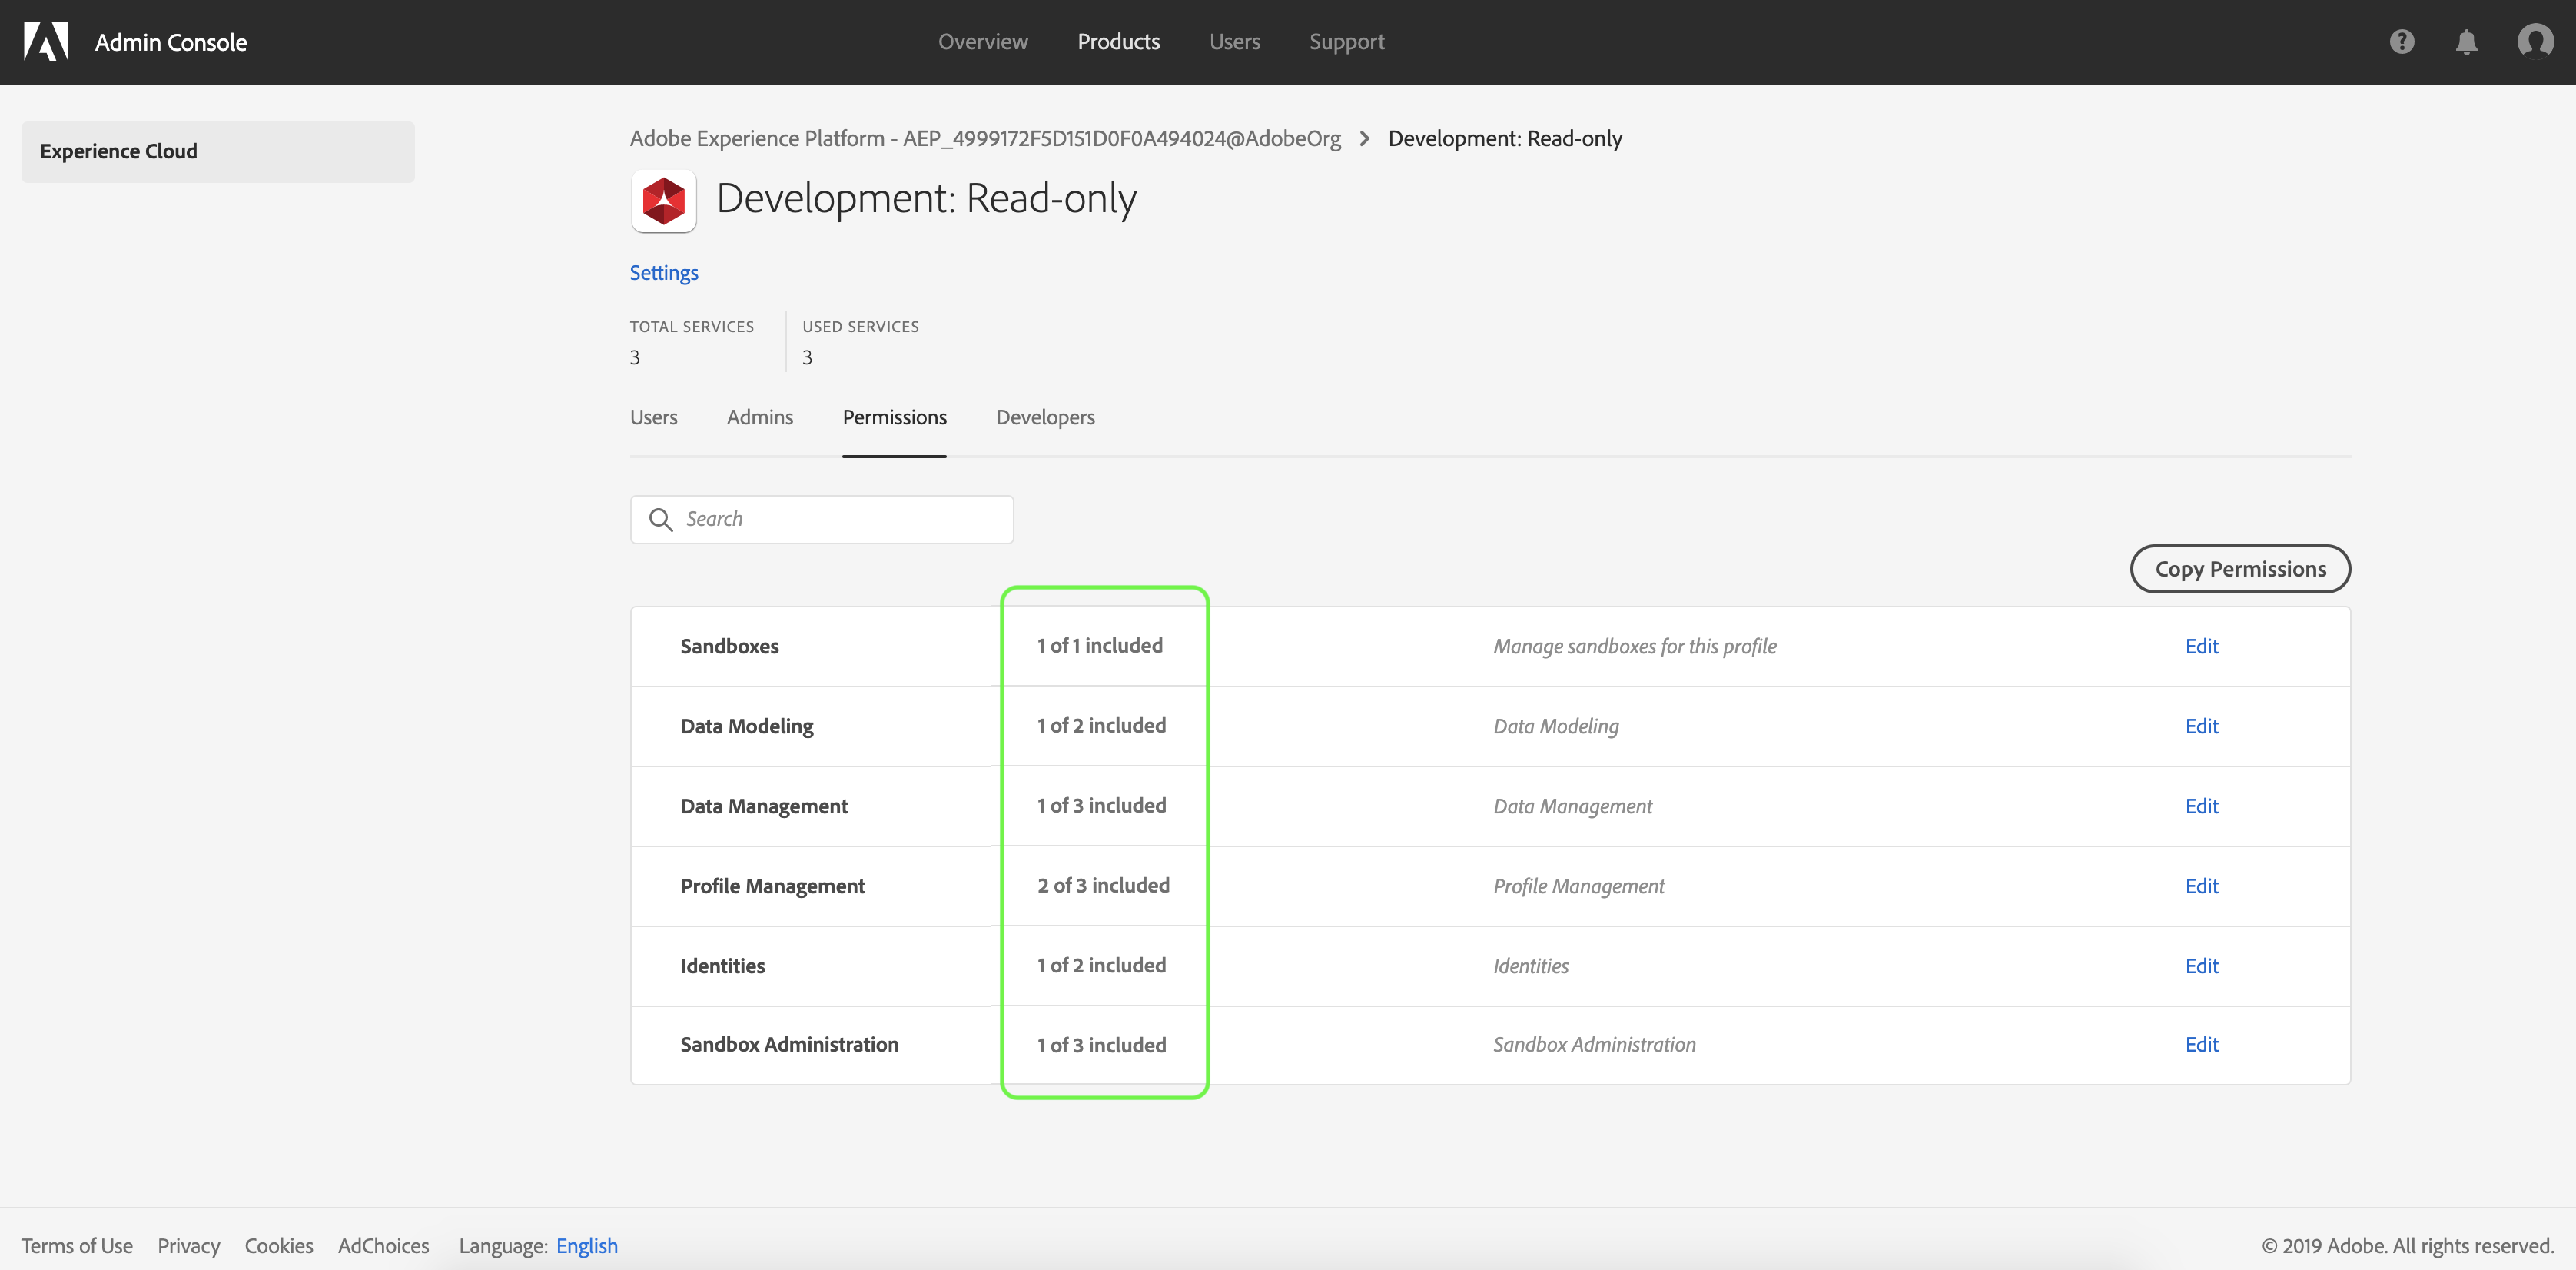 Admin Console
Overview Products Users Support
Experience Cloud
Adobe Experience Platform - AEP_4999172F5D151D0F0A494024@AdobeOrg > Development: Read-only
Development: Read-only
Settings
TOTAL SERVICES USED SERVICES
3 3
Users Admins Permissions Developers
Search
Copy Permissions
Sandboxes 1 of 1 included Manage sandboxes for this profile Edit
Data Modeling 1 of 2 included Data Modeling Edit
Data Management 1 of 3 included Data Management Edit
Profile Management 2 of 3 included Profile Management Edit
Identities 1 of 2 included Identities Edit
Sandbox Administration 1 of 3 included Sandbox Administration Edit
Terms of Use Privacy Cookies AdChoices Language: English © 2019 Adobe. All rights reserved.